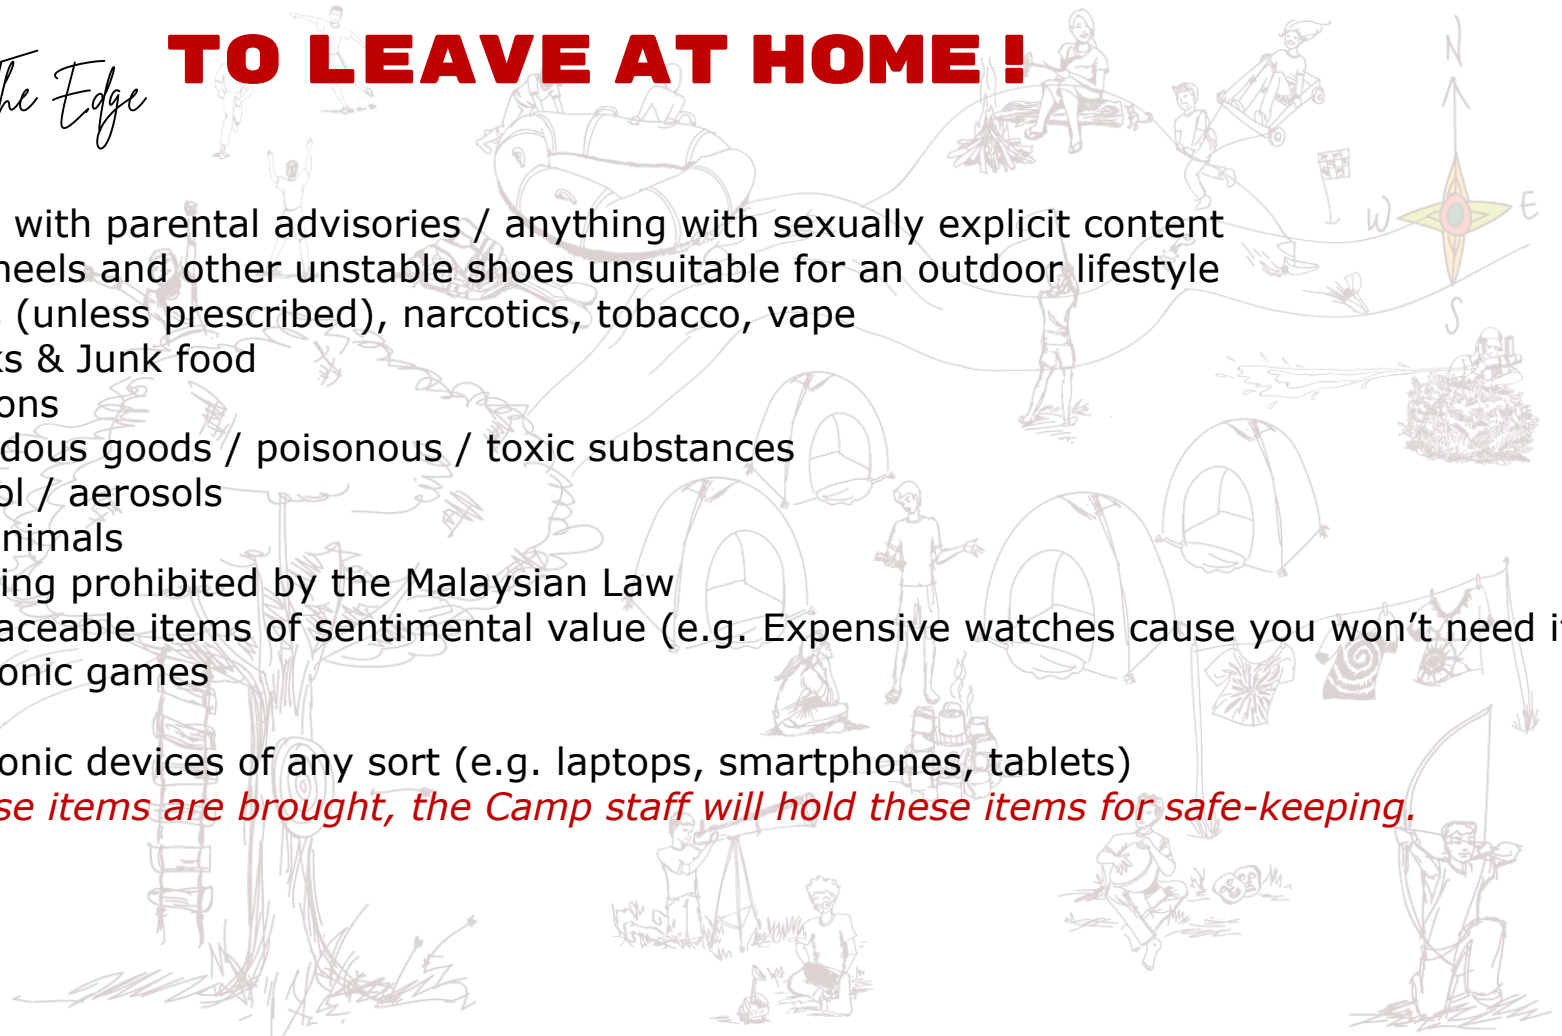 The Edge
TO LEAVE AT HOME !
with parental advisories / anything with sexually explicit content
heels and other unstable shoes unsuitable for an outdoor lifestyle
(unless prescribed), narcotics, tobacco, vape
ks & Junk food
ons
dous goods / poisonous / toxic substances
ol / aerosols
nimals
ing prohibited by the Malaysian Law
aceable items of sentimental value (e.g. Expensive watches cause you won’t need it
onic games
onic devices of any sort (e.g. laptops, smartphones, tablets)
se items are brought, the Camp staff will hold these items for safe-keeping.
N
W
E
S